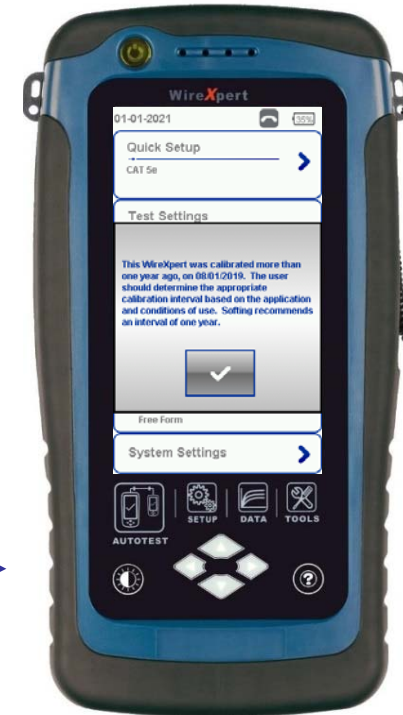 WireXpert
01-01-2021
35%
Quick Setup
CAT 5e
Test Settings
This WireXpert was calibrated more than
one year ago, on 08/01/2019. The user
should determine the appropriate
calibration interval based on the application
and conditions of use. Softing recommends
an interval of one year.
Free Form
System Settings
SETUP
DATA
TOOLS
AUTOTEST
?